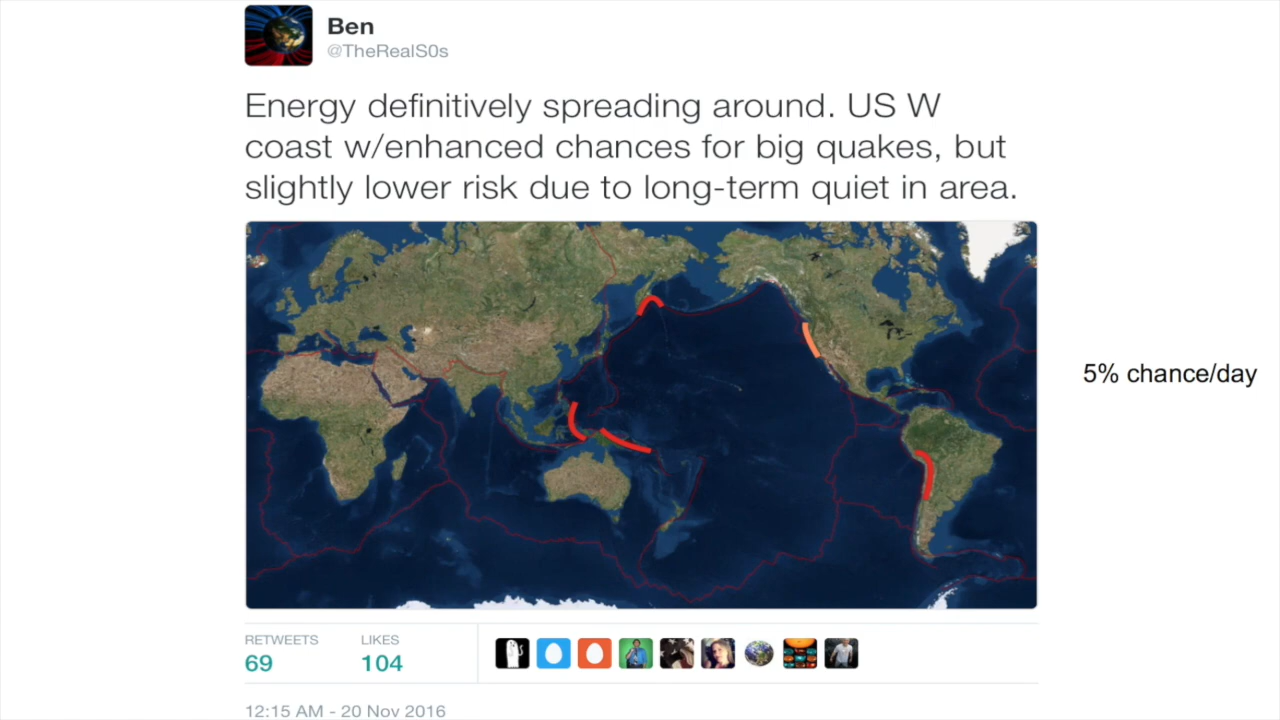 Ben
@TheRealS0s
Energy definitively spreading around. US W
coast w/enhanced chances for big quakes, but
slightly lower risk due to long-term quiet in area.
5% chance/day
RETWEETS LIKES
69 104
12:15 AM - 20 Nov 2016